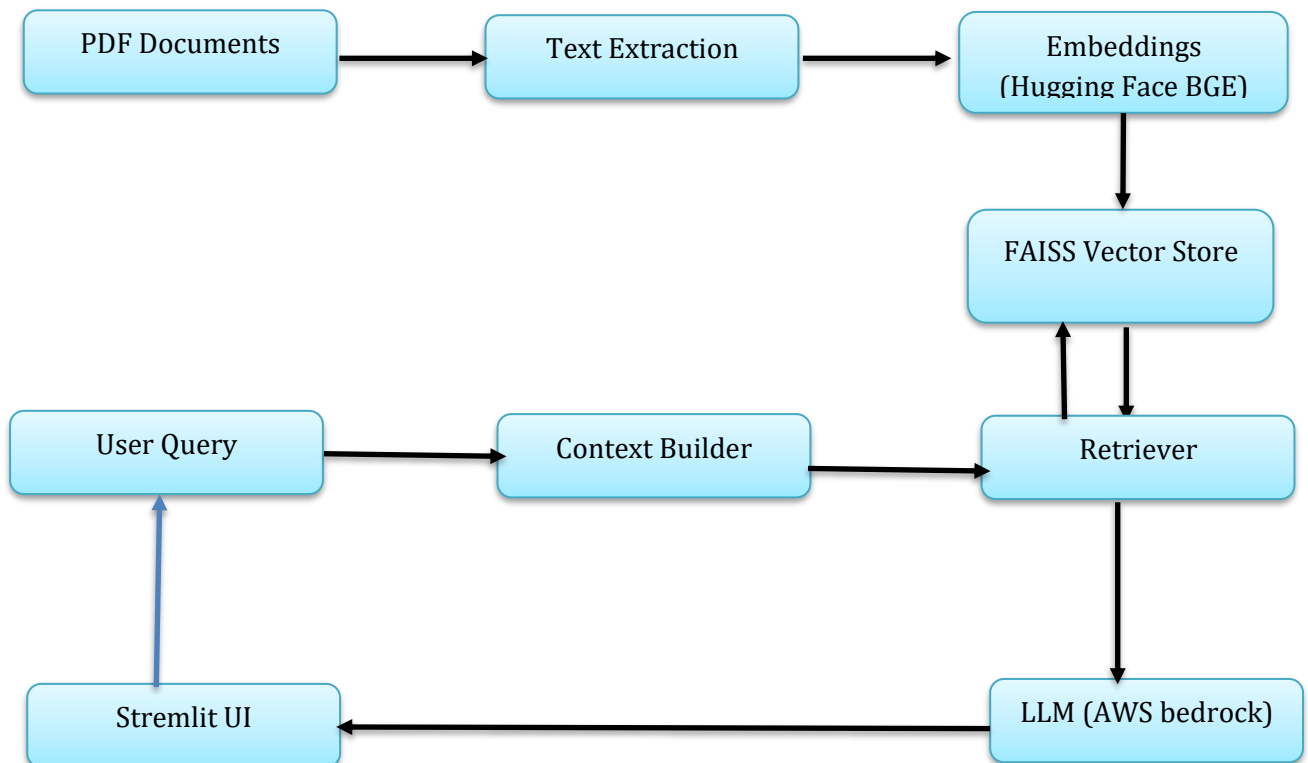 PDF Documents
Text Extraction
Embeddings
(Hugging Face BGE)
FAISS Vector Store
User Query
Context Builder
Retriever
Stremlit UI
LLM (AWS bedrock)